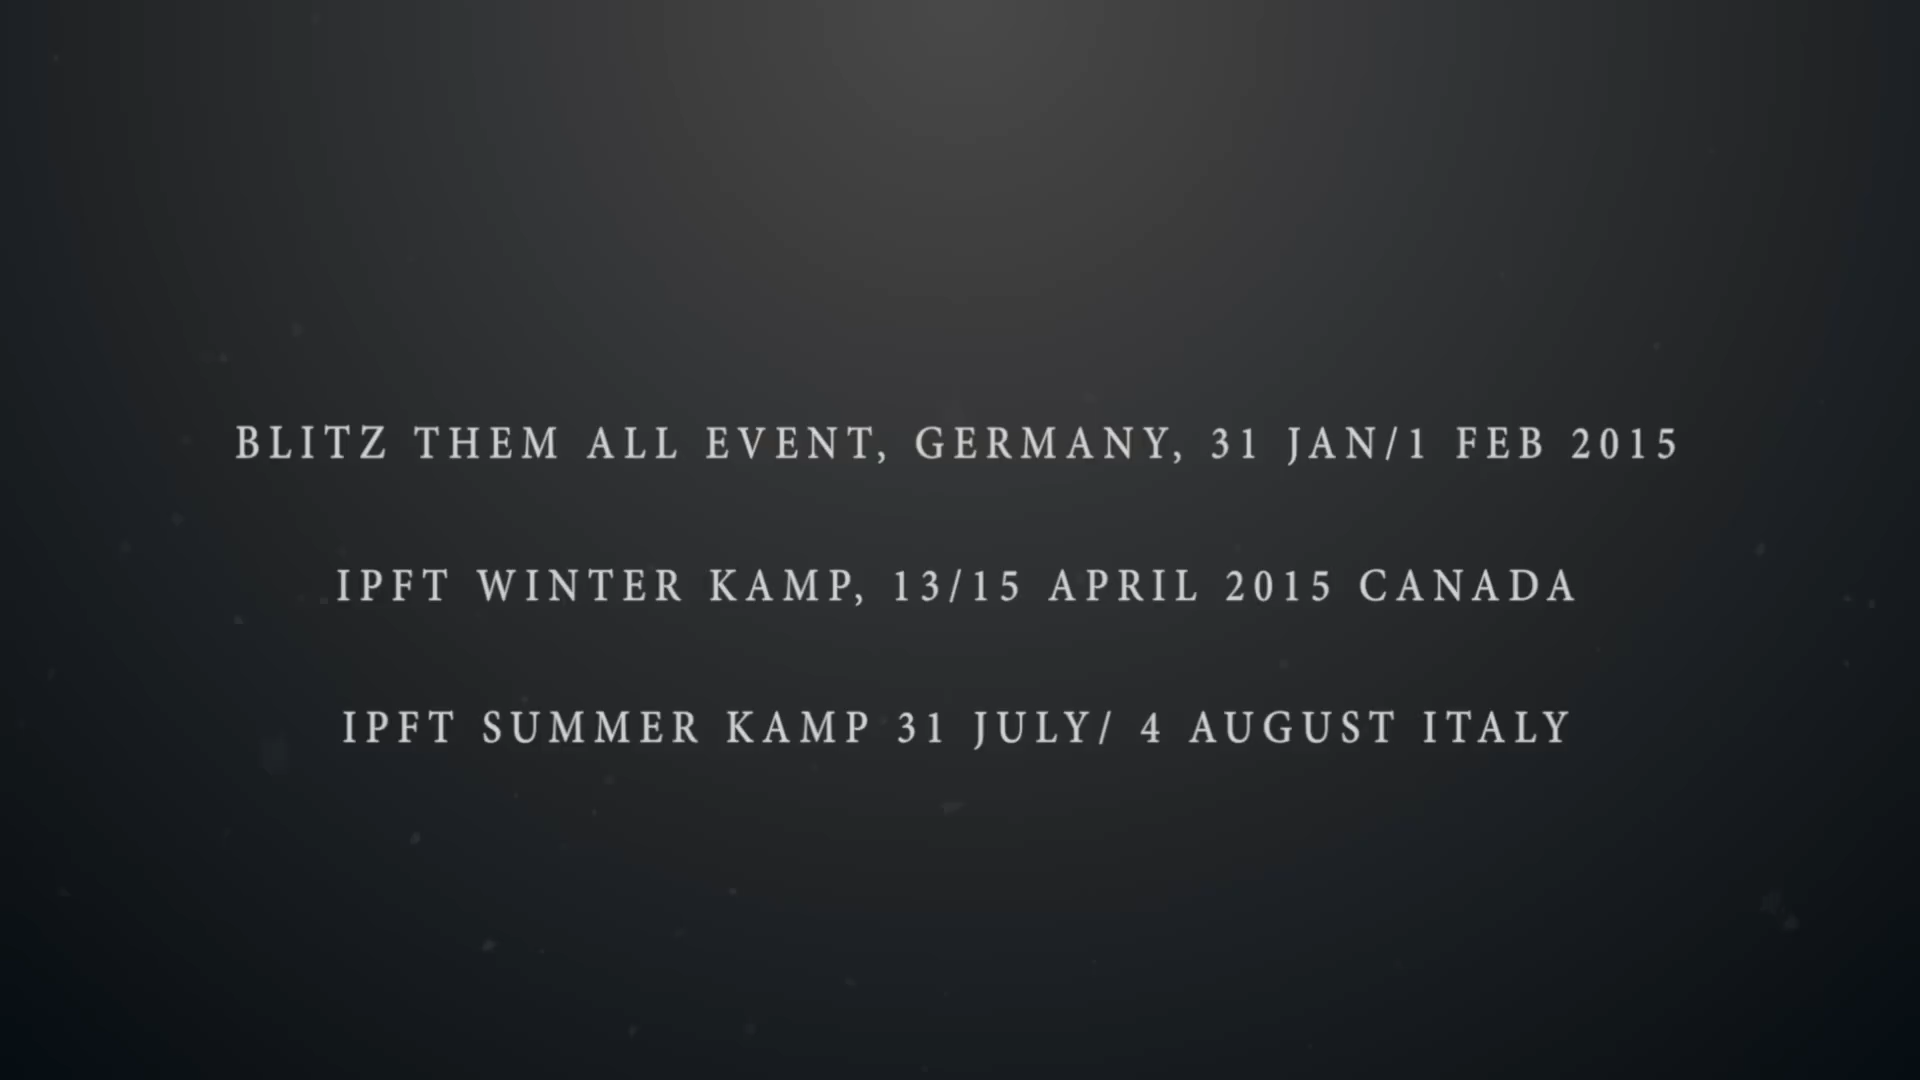 BLITZ THEM ALL EVENT, GERMANY, 31 JAN/1 FEB 2015
IPFT WINTER KAMP, 13/15 APRIL 2015 CANADA
IPFT SUMMER KAMP 31 JULY/ 4 AUGUST ITALY